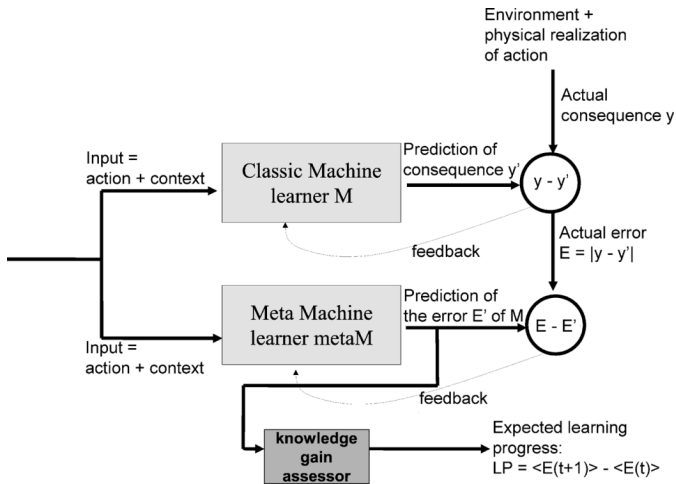 Environment +
physical realization
of action
Actual
consequence y
Input =
action + context
Classic Machine
learner M
Prediction of
consequence y'
y - y'
feedback
Actual error
E = |y - y'|
Meta Machine
learner metaM
Prediction of
the error E' of M
E - E'
Input =
action + context
feedback
knowledge
gain
assessor
Expected learning
progress:
LP = <E(t+1)> - <E(t)>